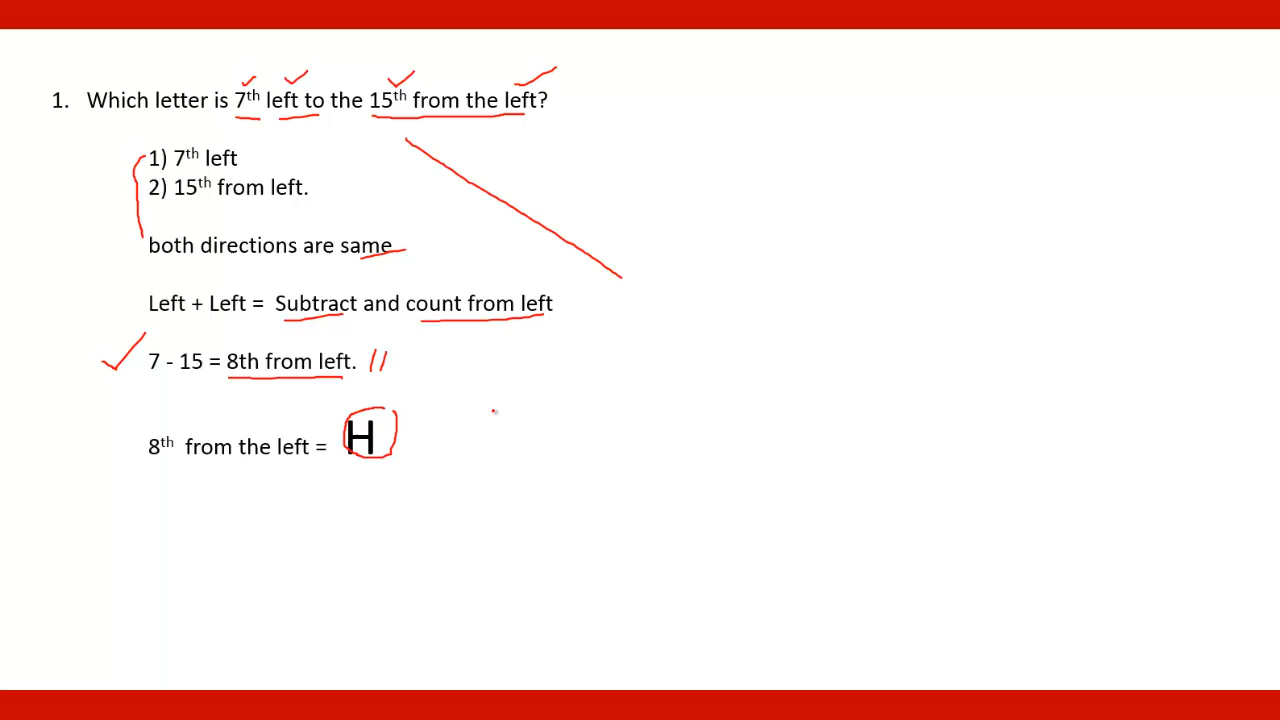 1. Which letter is 7th left to the 15th from the left?
1) 7th left
2) 15th from left.
both directions are same
Left + Left = Subtract and count from left
7 - 15 = 8th from left.
8th from the left = H